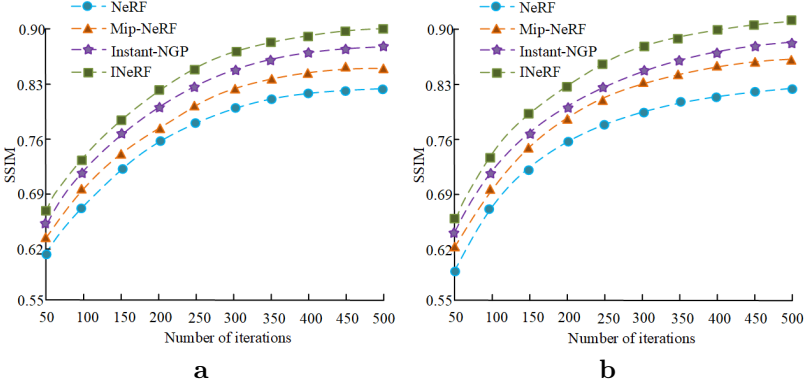 NeRF
Mip-NeRF
Instant-NGP
INeRF
SSIM
0.90
0.83
0.76
0.69
0.62
0.55
50 100 150 200 250 300 350 400 450 500
Number of iterations
a
NeRF
Mip-NeRF
Instant-NGP
INeRF
SSIM
0.90
0.83
0.76
0.69
0.62
0.55
50 100 150 200 250 300 350 400 450 500
Number of iterations
b